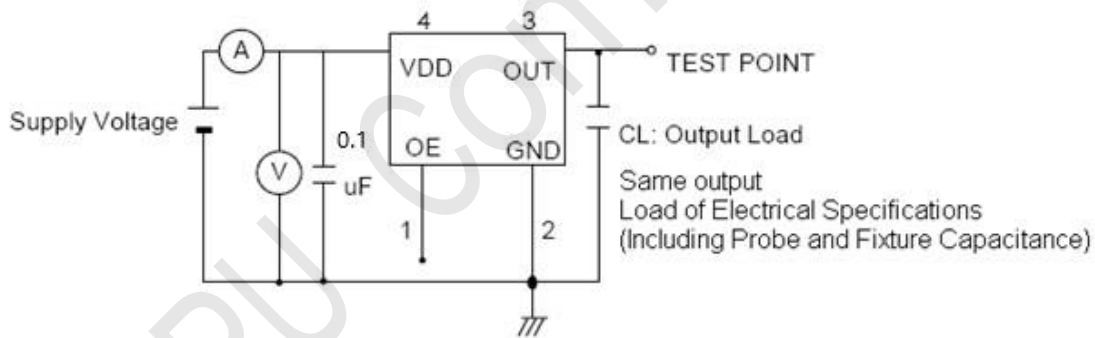 4
3
A
VDD
OUT
TEST POINT
Supply Voltage
0.1
uF
V
OE
GND
CL: Output Load
Same output
Load of Electrical Specifications
(Including Probe and Fixture Capacitance)
1
2